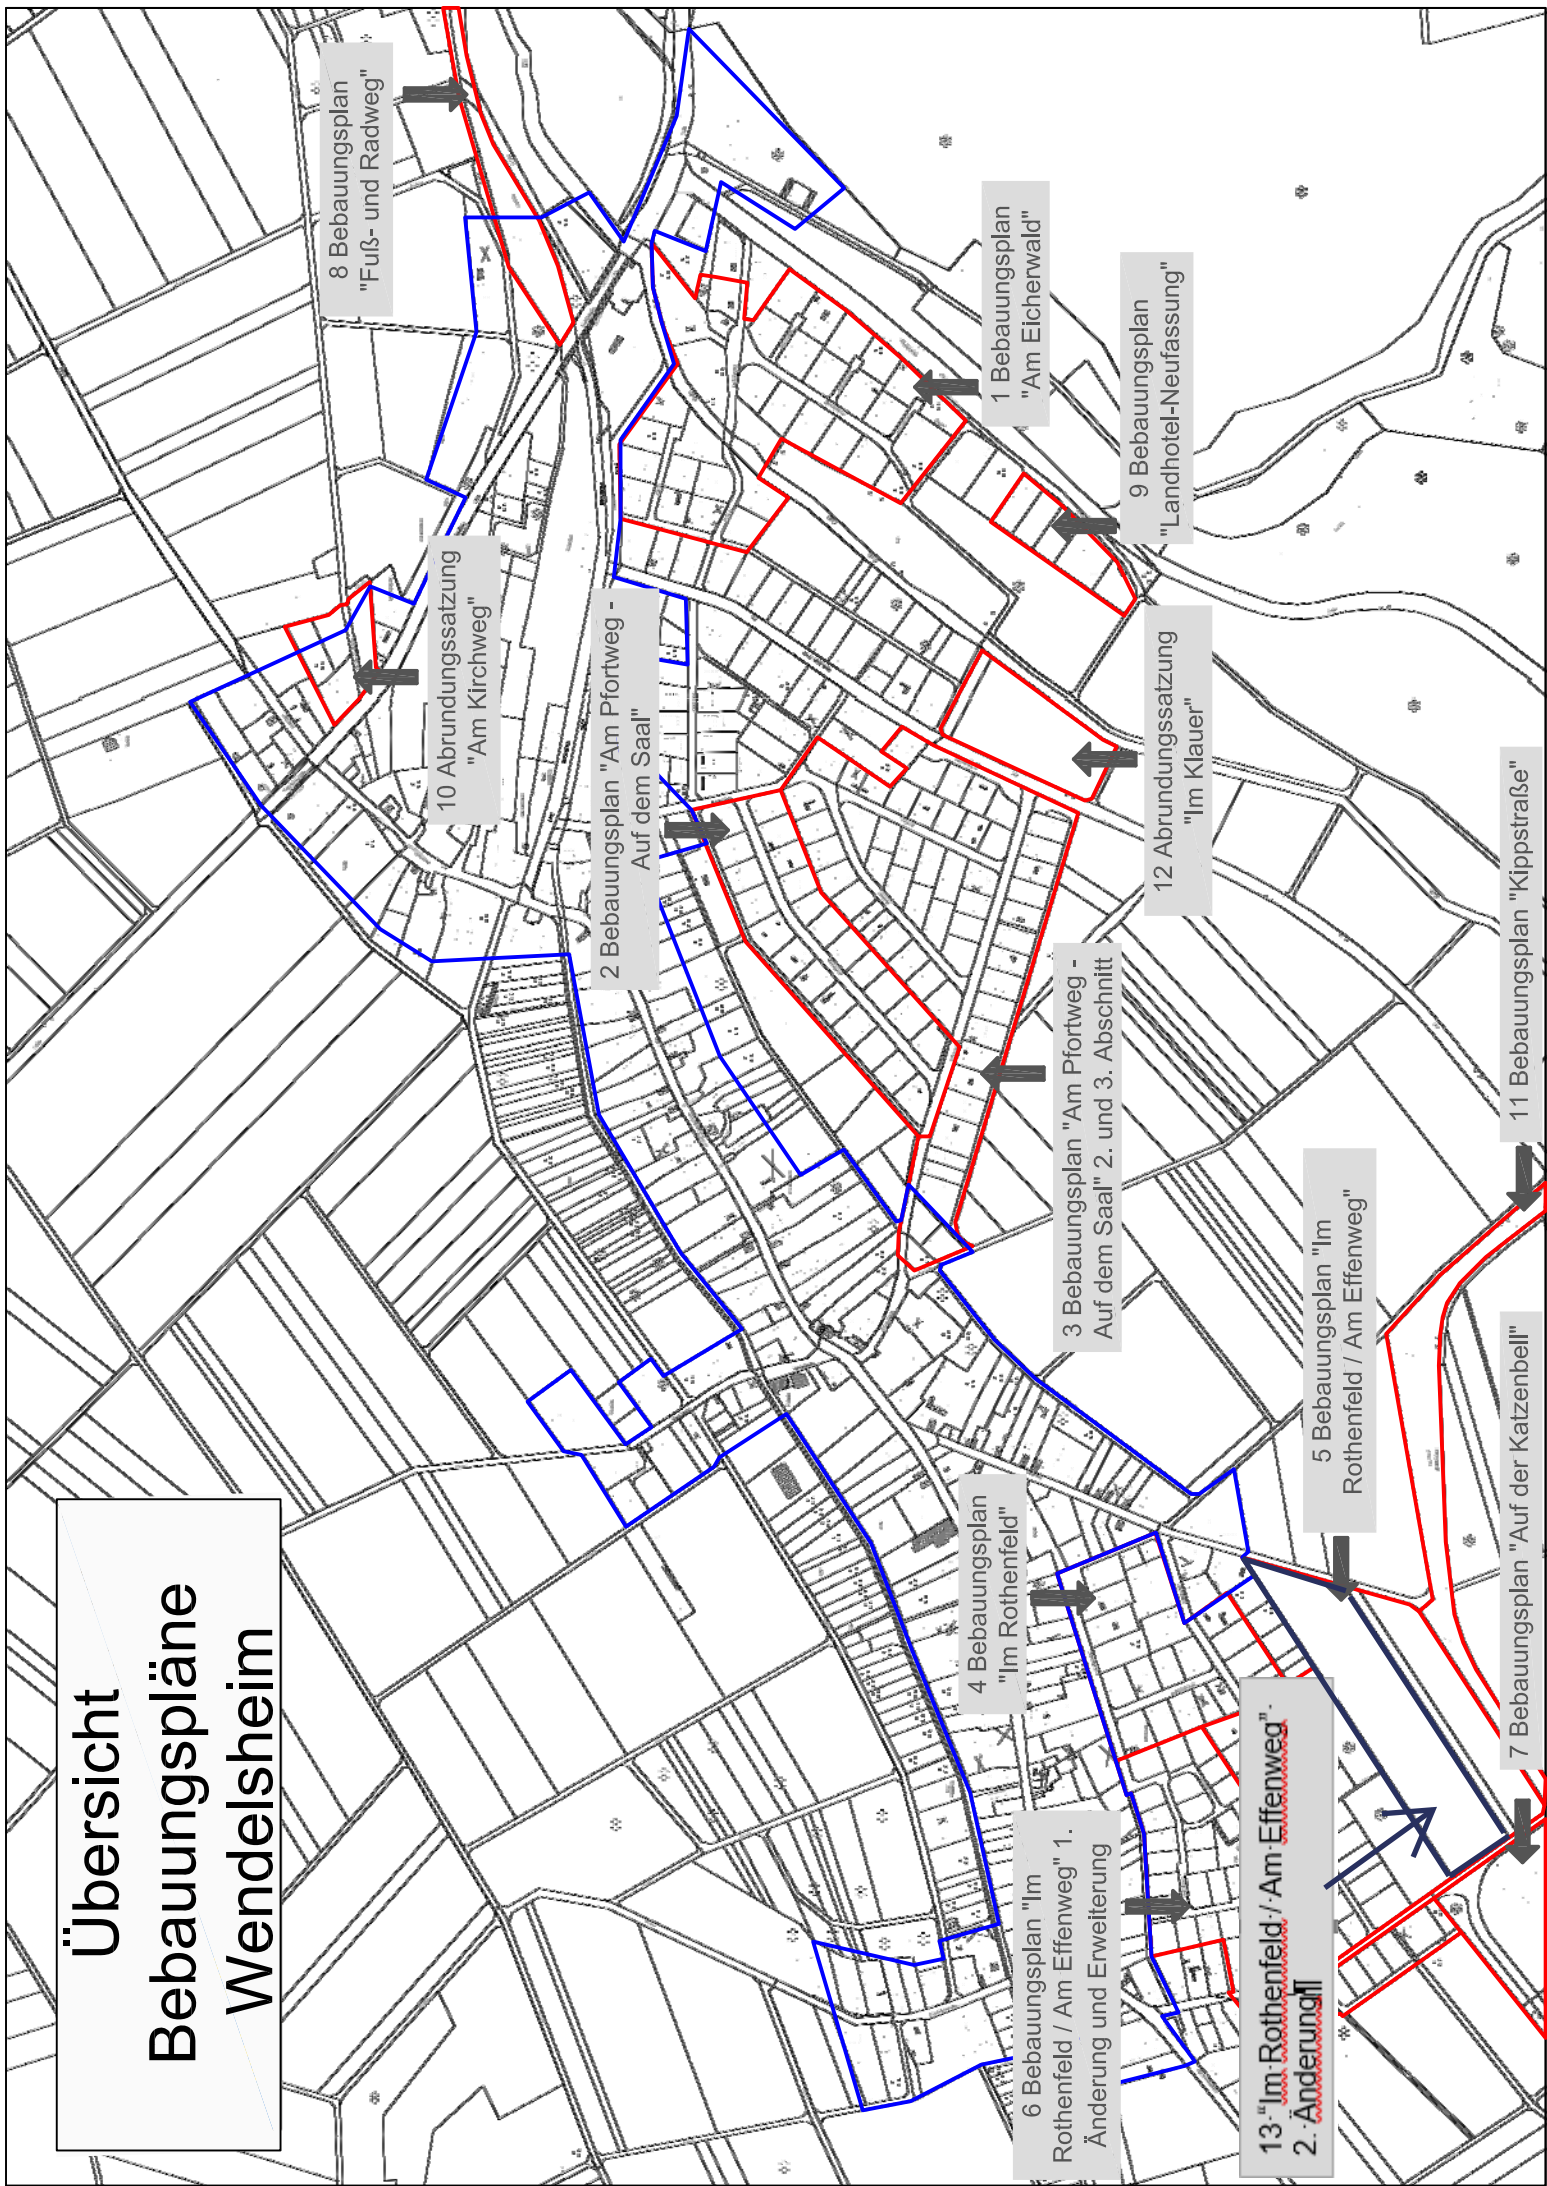 Übersicht
Bebauungspläne
Wendelsheim
8 Bebauungsplan
"Fuß- und Radweg"
10 Abrundungssatzung
"Am Kirchweg"
2 Bebauungsplan "Am Pfortweg -
Auf dem Saal"
1 Bebauungsplan
"Am Eicherwald"
9 Bebauungsplan
"Landhotel-Neufassung"
12 Abrundungssatzung
"Im Klauer"
3 Bebauungsplan "Am Pfortweg -
Auf dem Saal" 2. und 3. Abschnitt
4 Bebauungsplan
"Im Rothenfeld"
6 Bebauungsplan "Im
Rothenfeld / Am Effenweg" 1.
Änderung und Erweiterung
13·"Im·Rothenfeld·/·Am·Effenweg"·
2.·Änderung¶
5 Bebauungsplan "Im
Rothenfeld / Am Effenweg"
11 Bebauungsplan "Kippstraße"
7 Bebauungsplan "Auf der Katzenbell"